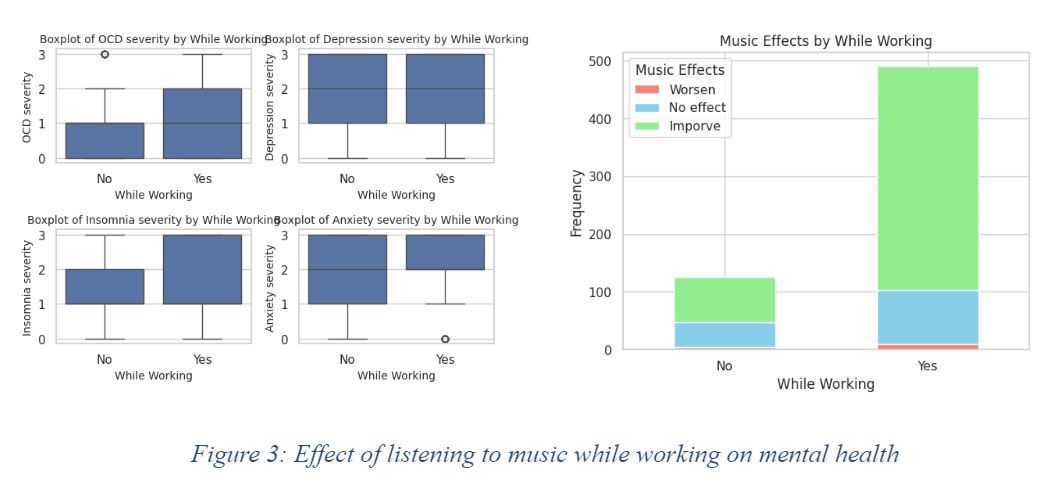 Boxplot of OCD severity by While Working
3
2
1
0
OCD severity
No
Yes
While Working
Boxplot of Depression severity by While Working
3
2
1
0
Depression severity
No
Yes
While Working
Boxplot of Insomnia severity by While Working
3
2
1
0
Insomnia severity
No
Yes
While Working
Boxplot of Anxiety severity by While Working
3
2
1
0
Anxiety severity
No
Yes
While Working
Music Effects by While Working
500
400
300
200
100
0
Frequency
Music Effects
Worsen
No effect
Imporve
No
Yes
While Working
Figure 3: Effect of listening to music while working on mental health